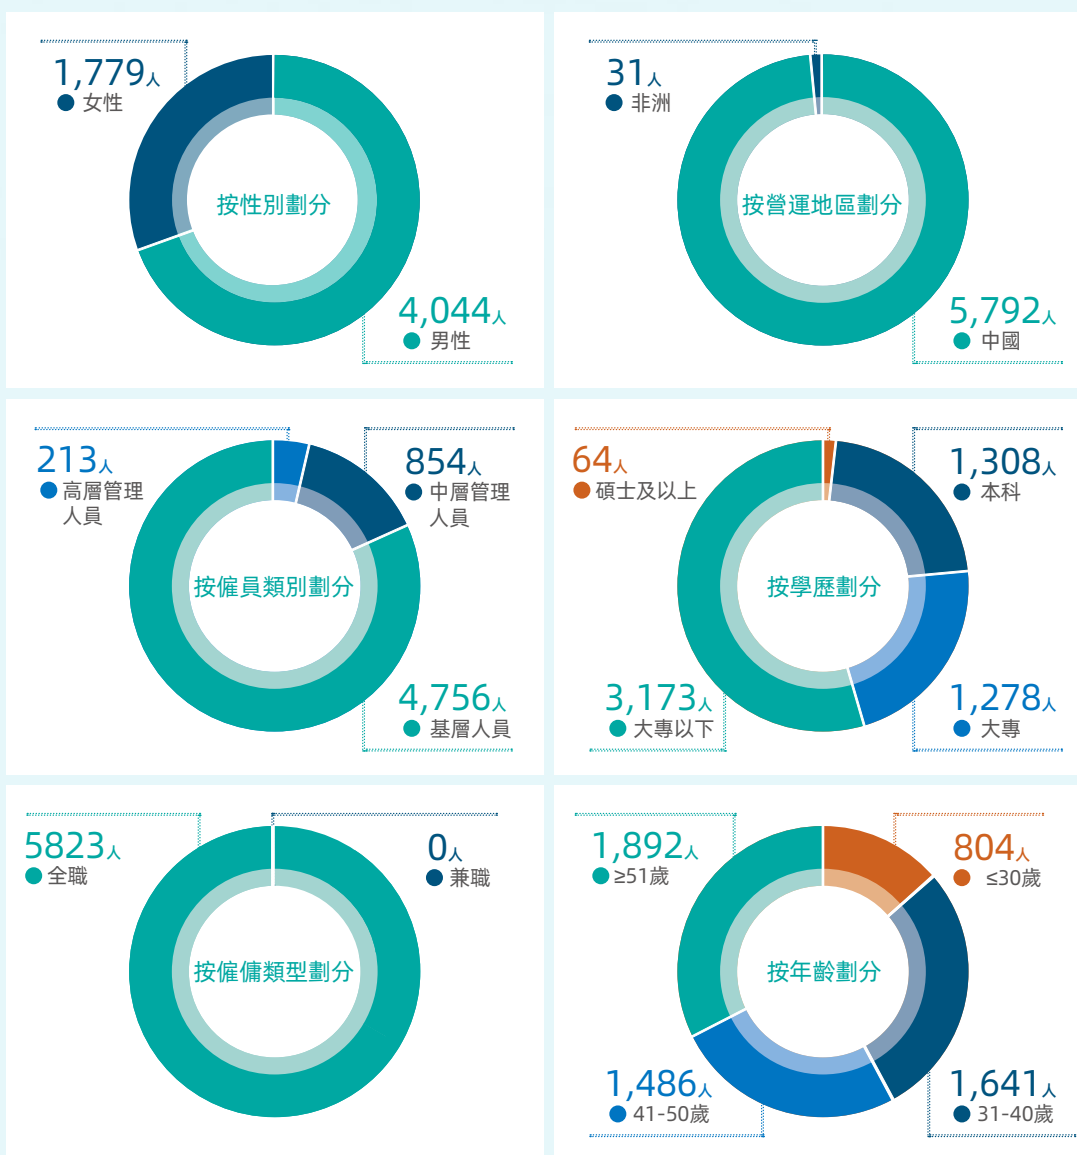 1,779人
女性
按性別劃分
4,044人
男性
31人
非洲
按營運地區劃分
5,792人
中國
213人
高層管理
人員
854人
中層管理
人員
按僱員類別劃分
4,756人
基層人員
64人
碩士及以上
1,308人
本科
按學歷劃分
3,173人
大專以下
1,278人
大專
5823人
全職
0人
兼職
按僱傭類型劃分
1,892人
≥51歲
804人
≤30歲
按年齡劃分
1,486人
41-50歲
1,641人
31-40歲